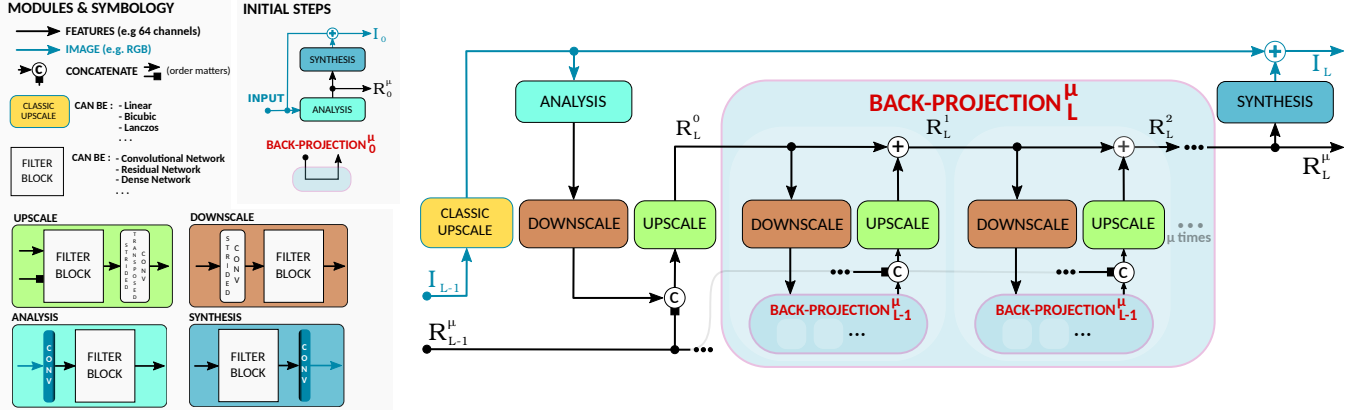 MODULES & SYMBOLOGY
FEATURES (e.g 64 channels)
IMAGE (e.g. RGB)
C CONCATENATE (order matters)
CLASSIC
UPSCALE
CAN BE :
- Linear
- Bicubic
- Lanczos
. . .
FILTER
BLOCK
CAN BE :
- Convolutional Network
- Residual Network
- Dense Network
. . .
INITIAL STEPS
+ I0
SYNTHESIS
R0μ
INPUT
ANALYSIS
BACK-PROJECTION0μ
UPSCALE
FILTER
BLOCK
STRIDED
TRANSPOSED
CONV
DOWNSCALE
STRIDED
CONV
FILTER
BLOCK
ANALYSIS
CONV
FILTER
BLOCK
SYNTHESIS
FILTER
BLOCK
CONV
+
IL
ANALYSIS
BACK-PROJECTIONLμ
SYNTHESIS
RL0
+
RL1
+
RL2
•••
RLμ
CLASSIC
UPSCALE
DOWNSCALE
UPSCALE
DOWNSCALE
UPSCALE
DOWNSCALE
UPSCALE
•••
μ times
IL-1
C
•••
C
•••
C
RL-1μ
•••
BACK-PROJECTIONL-1μ
•••
BACK-PROJECTIONL-1μ
•••